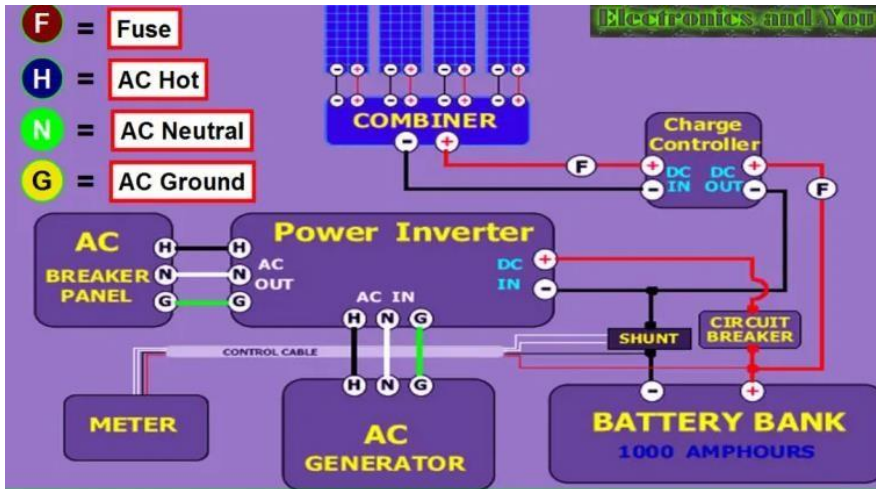 F = Fuse
H = AC Hot
N = AC Neutral
G = AC Ground
Electronics and You
- + - + - + - +
- + - + - + - +
COMBINER
- +
F
Charge
Controller
+ DC DC +
- IN OUT -
F
AC
BREAKER
PANEL
H
N
G
Power Inverter
H
N AC
G OUT
DC +
IN -
AC IN
H N G
CONTROL CABLE
SHUNT
CIRCUIT
BREAKER
METER
H N G
AC
GENERATOR
- +
BATTERY BANK
1000 AMPHOURS